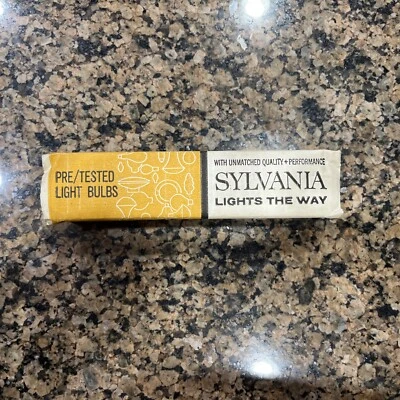 PRE/TESTED
LIGHT BULBS
WITH UNMATCHED QUALITY + PERFORMANCE
SYLVANIA
LIGHTS THE WAY